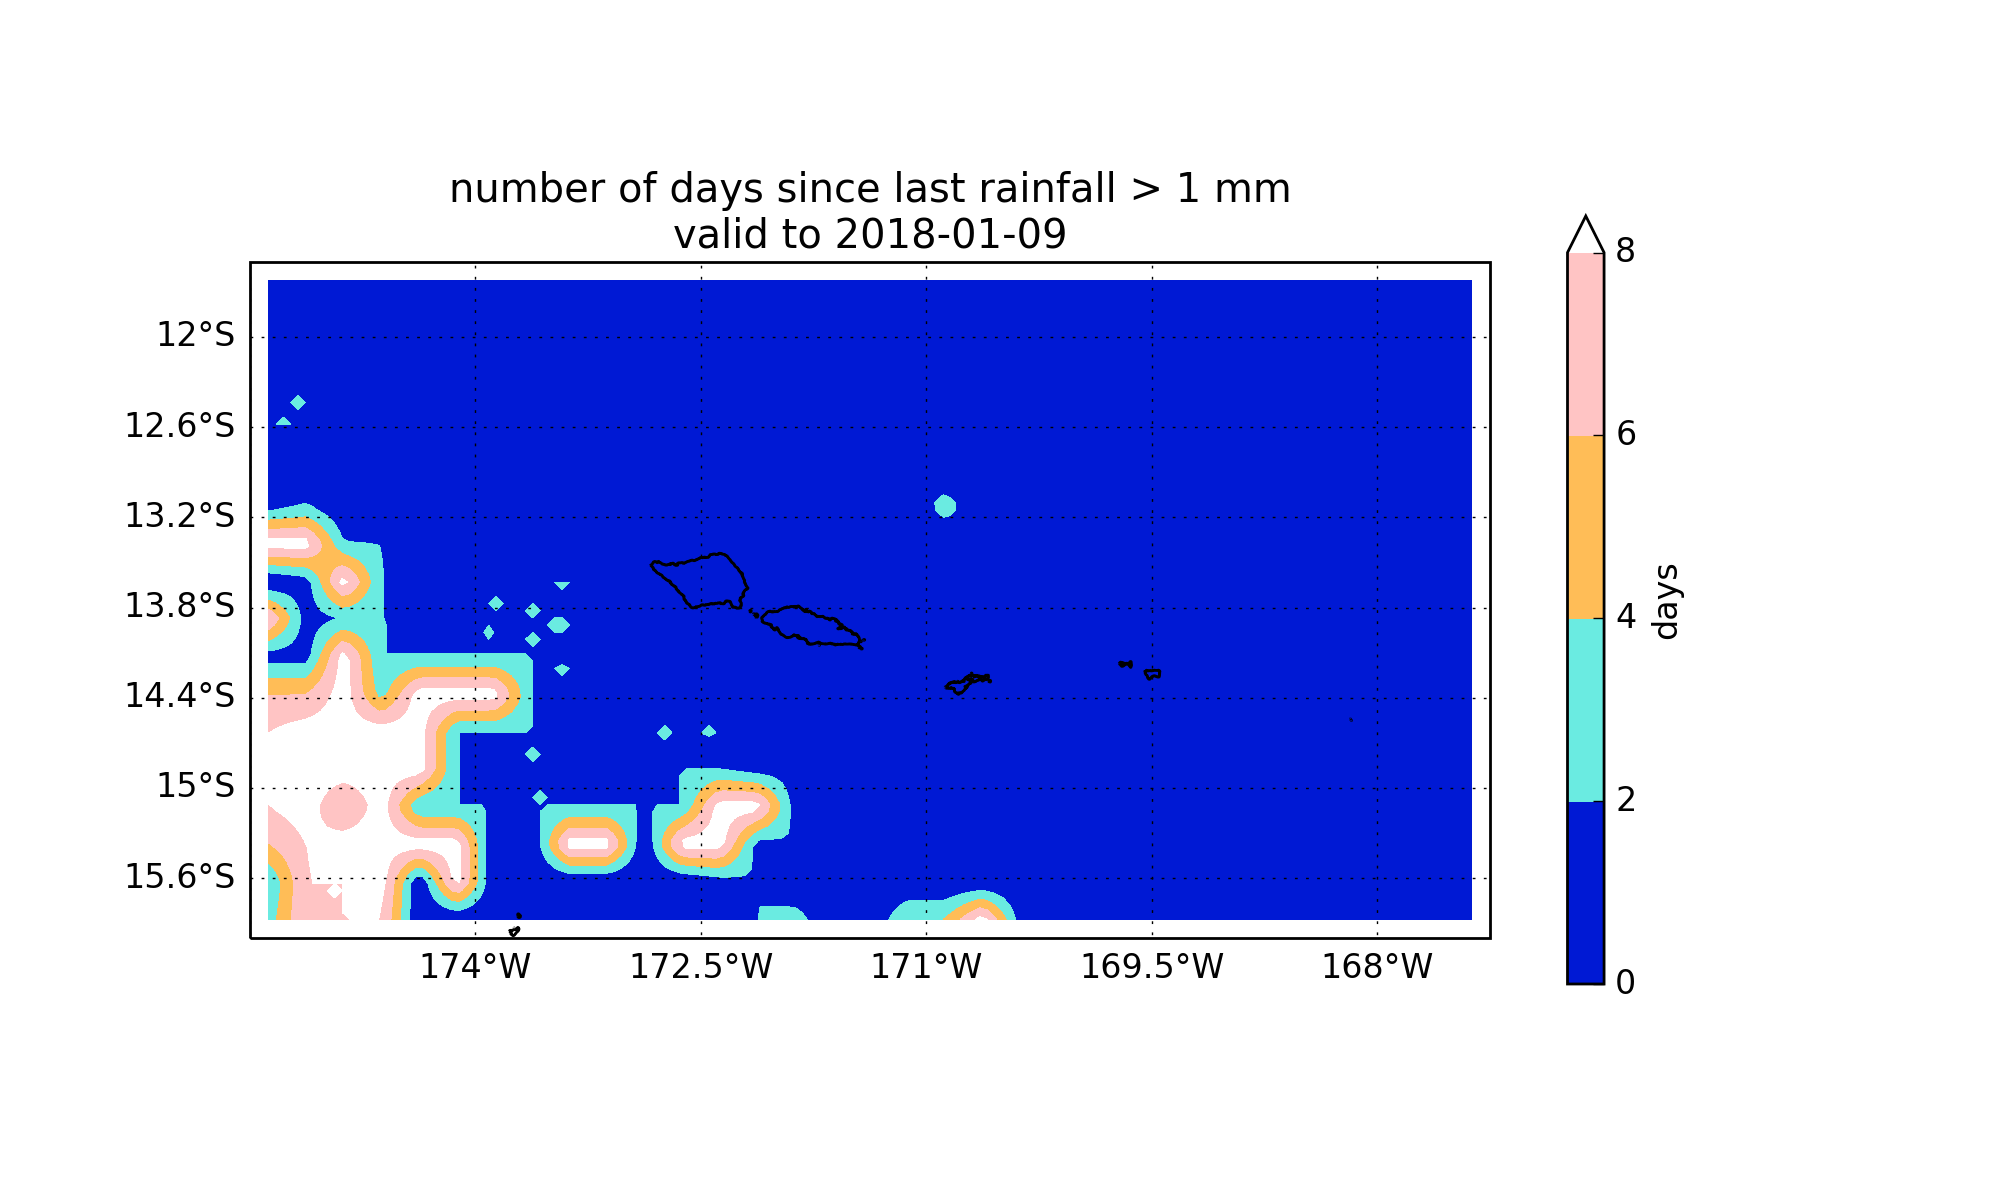 number of days since last rainfall > 1 mm
valid to 2018-01-09
12°S
12.6°S
13.2°S
13.8°S
14.4°S
15°S
15.6°S
174°W
172.5°W
171°W
169.5°W
168°W
8
6
4
2
0
days